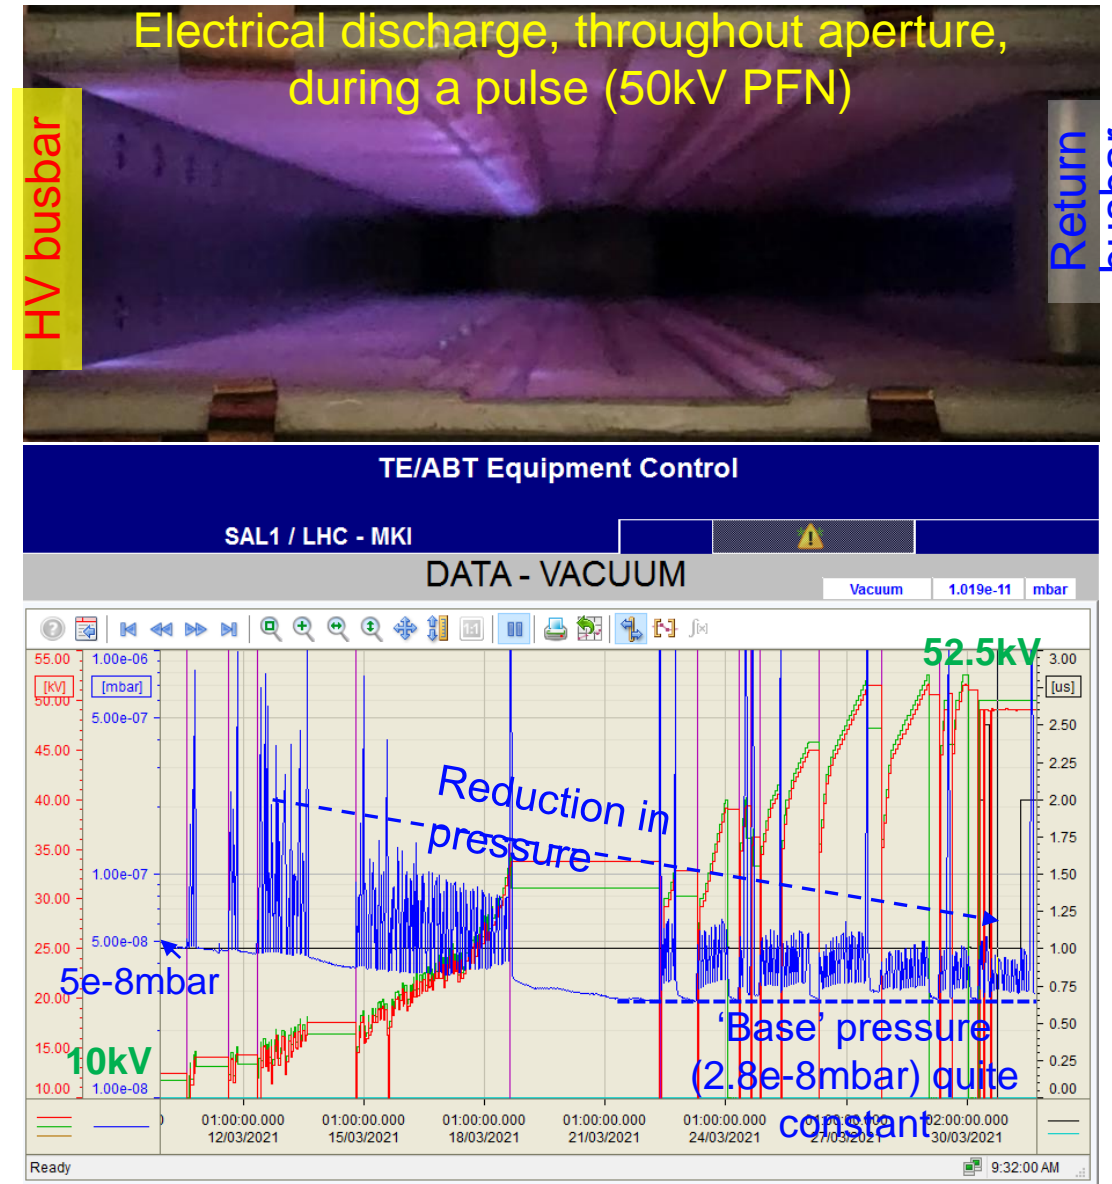 Electrical discharge, throughout aperture,
during a pulse (50kV PFN)
HV busbar
Return
busbar
TE/ABT Equipment Control
SAL1 / LHC - MKI
DATA - VACUUM
Vacuum 1.019e-11 mbar
52.5kV
55.00 1.00e-06 3.00
[kV] [mbar] [us]
50.00 5.00e-07 2.50
45.00 2.25
40.00 2.00
Reduction in
pressure
35.00 1.75
1.00e-07 1.50
30.00 1.25
25.00 5.00e-08 1.00
5e-8mbar
20.00 0.75
'Base' pressure
(2.8e-8mbar) quite
constant
15.00 0.50
10kV 0.25
10.00 1.00e-08 0.00
01:00:00.000 01:00:00.000 01:00:00.000 01:00:00.000 01:00:00.000 02:00:00.000
12/03/2021 15/03/2021 18/03/2021 21/03/2021 24/03/2021 27/03/2021 30/03/2021
Ready 9:32:00 AM